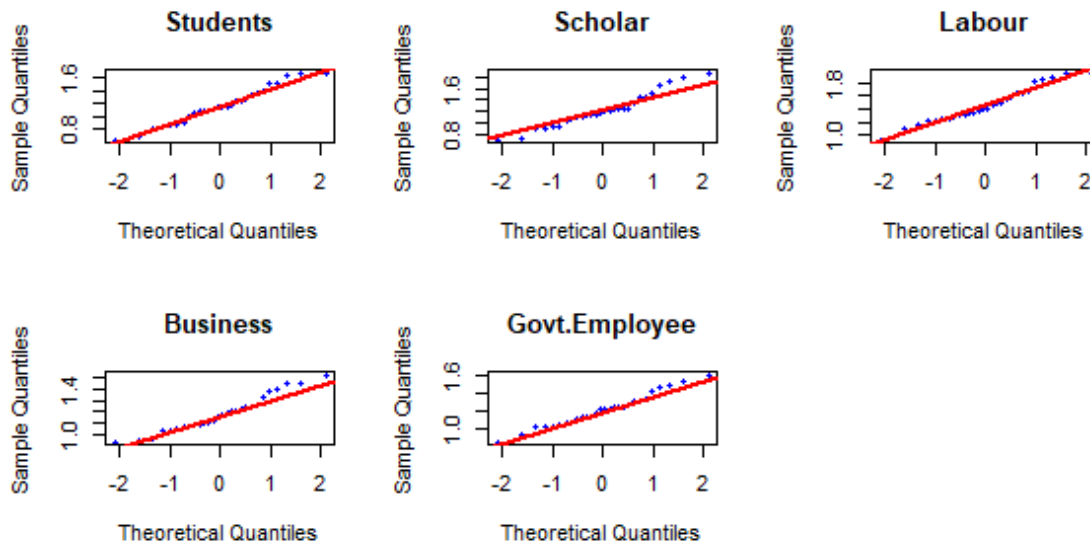 Students
Sample Quantiles
0.8 1.6
-2 -1 0 1 2
Theoretical Quantiles
Scholar
Sample Quantiles
0.8 1.6
-2 -1 0 1 2
Theoretical Quantiles
Labour
Sample Quantiles
1.0 1.8
-2 -1 0 1 2
Theoretical Quantiles
Business
Sample Quantiles
1.0 1.4
-2 -1 0 1 2
Theoretical Quantiles
Govt.Employee
Sample Quantiles
1.0 1.6
-2 -1 0 1 2
Theoretical Quantiles